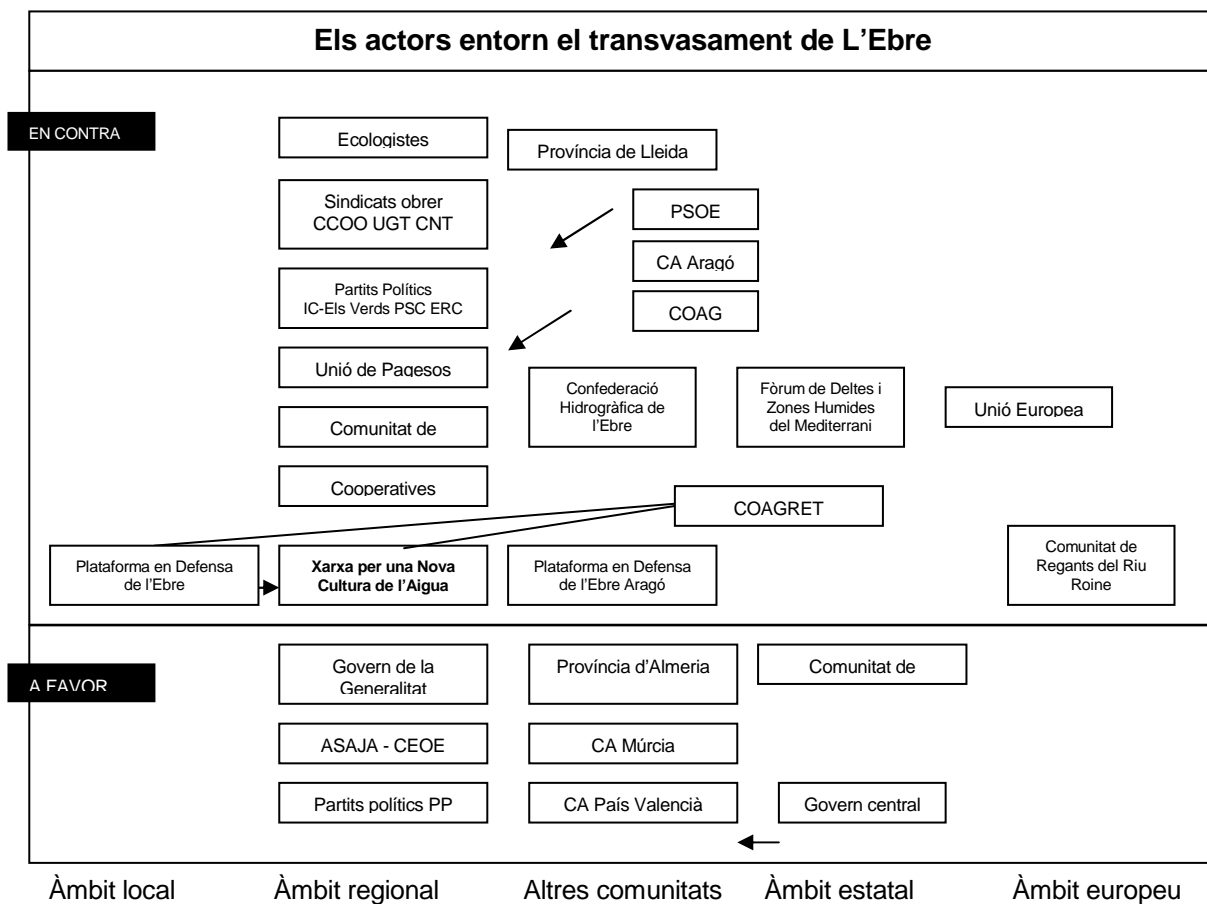 Els actors entorn el transvasament de L'Ebre
EN CONTRA
Ecologistes
Província de Lleida
Sindicats obrer
CCOO UGT CNT
PSOE
CA Aragó
Partits Polítics
IC-Els Verds PSC ERC
COAG
Unió de Pagesos
Confederació
Hidrogràfica de
l'Ebre
Fòrum de Deltes i
Zones Humides
del Mediterrani
Unió Europea
Comunitat de
Cooperatives
COAGRET
Plataforma en Defensa
de l'Ebre
Xarxa per una Nova
Cultura de l'Aigua
Plataforma en Defensa
de l'Ebre Aragó
Comunitat de
Regants del Riu
Roine
A FAVOR
Govern de la
Generalitat
Província d'Almeria
Comunitat de
ASAJA - CEOE
CA Múrcia
Partits polítics PP
CA País Valencià
Govern central
Àmbit local
Àmbit regional
Altres comunitats
Àmbit estatal
Àmbit europeu